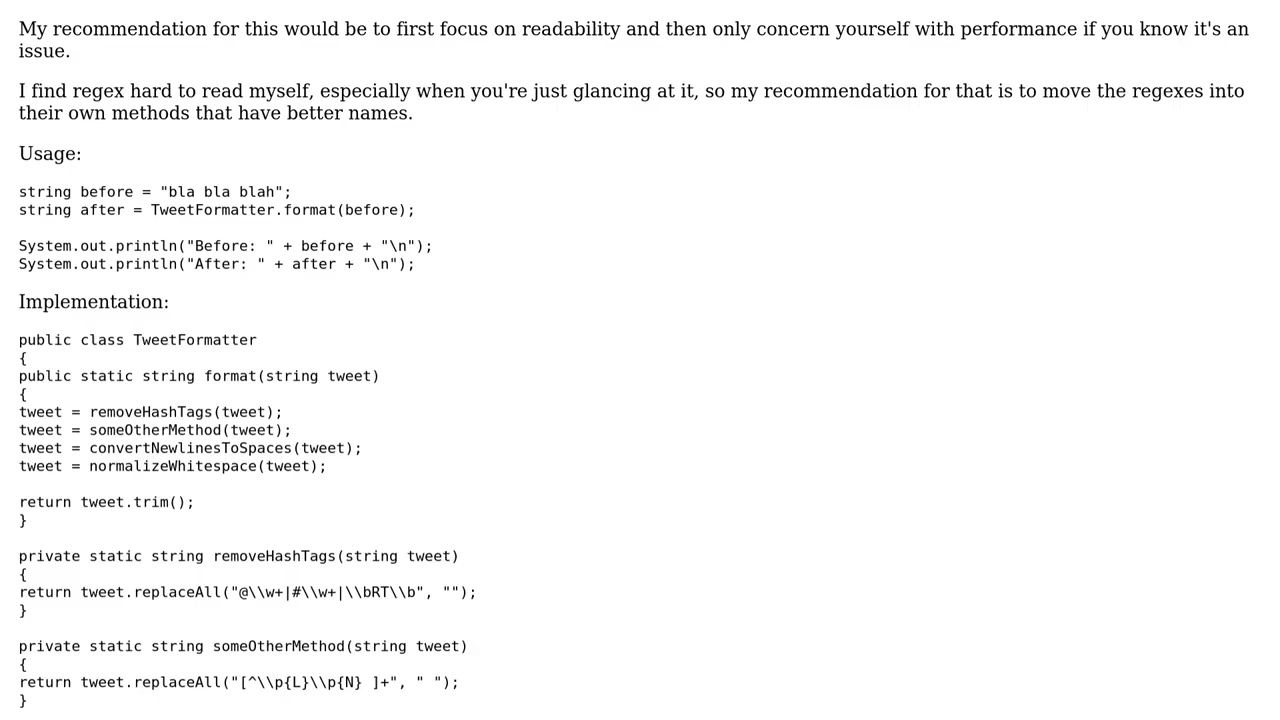 My recommendation for this would be to first focus on readability and then only concern yourself with performance if you know it's an
issue.
I find regex hard to read myself, especially when you're just glancing at it, so my recommendation for that is to move the regexes into
their own methods that have better names.
Usage:
string before = "bla bla blah";
string after = TweetFormatter.format(before);
System.out.println("Before: " + before + "\n");
System.out.println("After: " + after + "\n");
Implementation:
public class TweetFormatter
{
public static string format(string tweet)
{
tweet = removeHashTags(tweet);
tweet = someOtherMethod(tweet);
tweet = convertNewlinesToSpaces(tweet);
tweet = normalizeWhitespace(tweet);
return tweet.trim();
}
private static string removeHashTags(string tweet)
{
return tweet.replaceAll("@\\w+|#\\w+|\\bRT\\b", "");
}
private static string someOtherMethod(string tweet)
{
return tweet.replaceAll("[^\\p{L}\\p{N} ]+", " ");
}